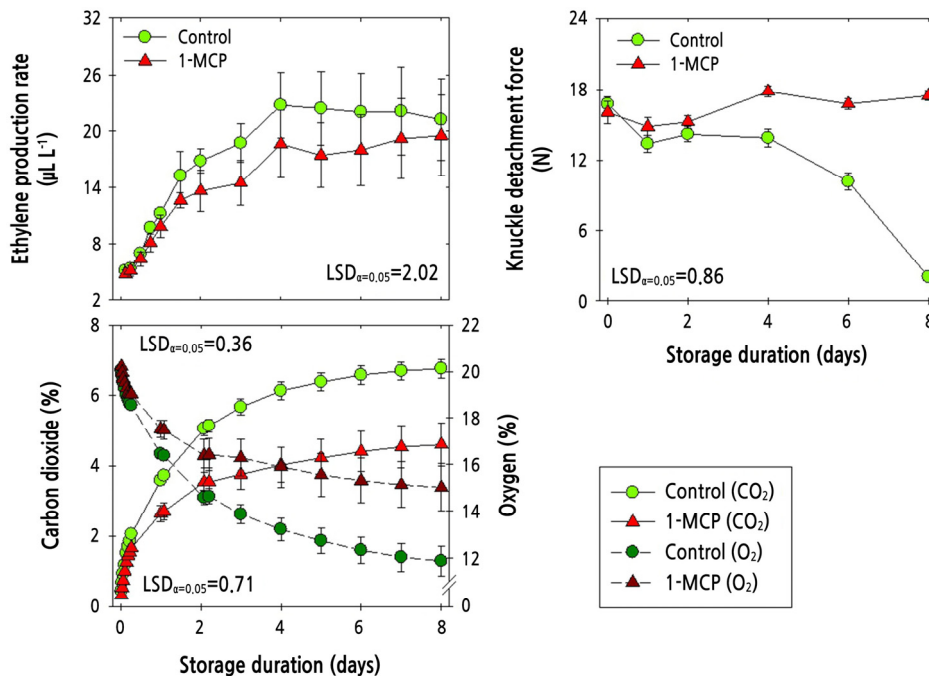 Ethylene production rate
(µL L⁻¹)
32
26
20
14
8
2
Control
1-MCP
LSDα=0.05=2.02
Knuckle detachment force
(N)
24
18
12
6
0
Control
1-MCP
LSDα=0.05=0.86
0 2 4 6 8
Storage duration (days)
Carbon dioxide (%)
8
6
4
2
0
LSDα=0.05=0.36
LSDα=0.05=0.71
22
20
18
16
14
12
0
Oxygen (%)
0 2 4 6 8
Storage duration (days)
Control (CO₂)
1-MCP (CO₂)
Control (O₂)
1-MCP (O₂)